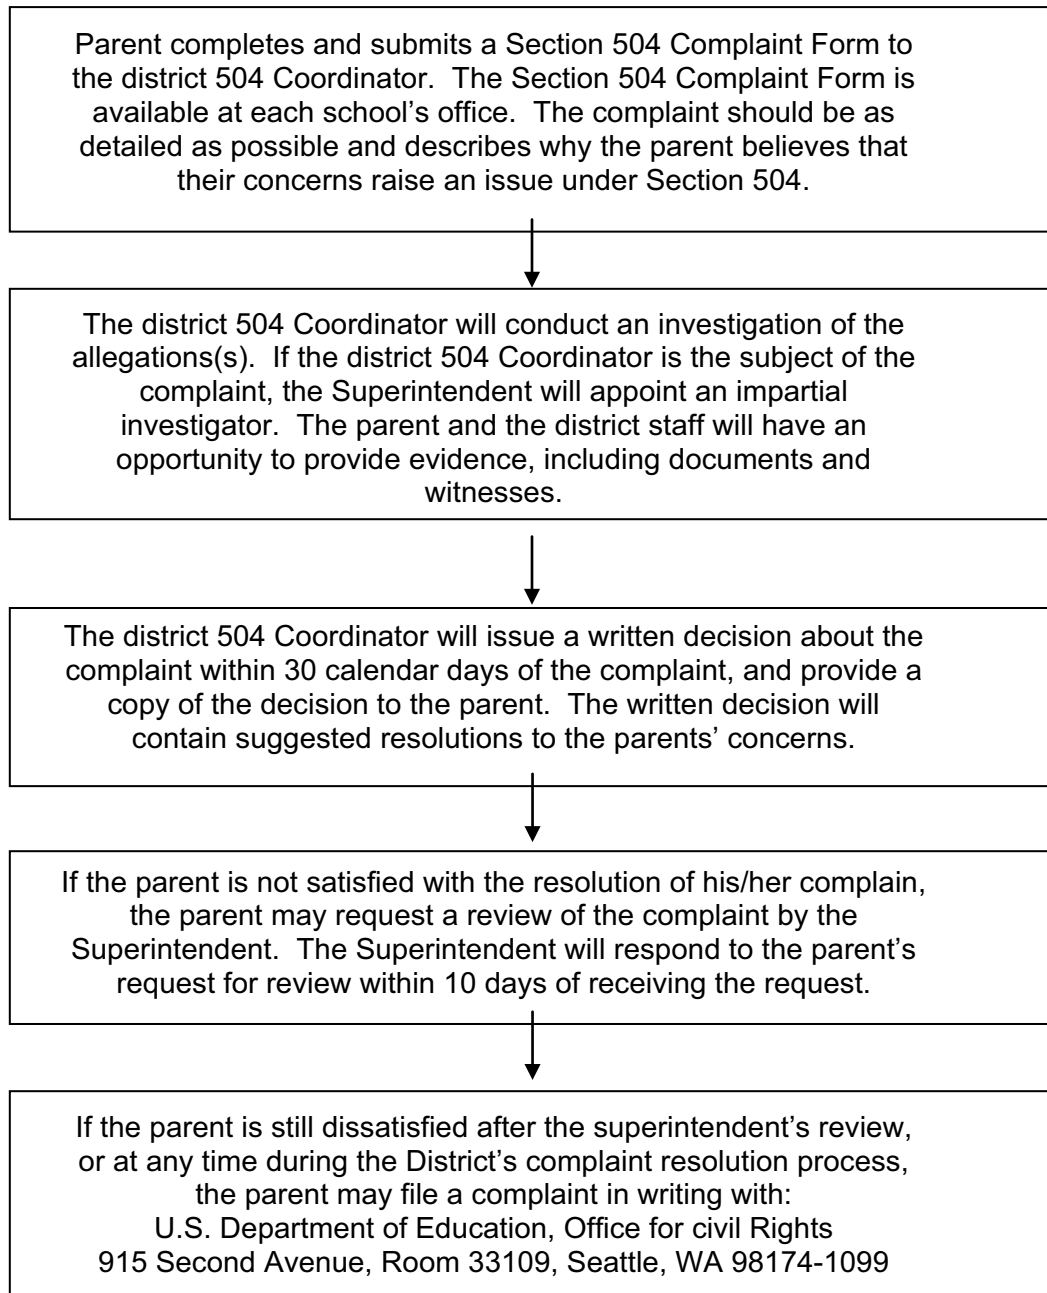 Parent completes and submits a Section 504 Complaint Form to
the district 504 Coordinator.  The Section 504 Complaint Form is
available at each school’s office.  The complaint should be as
detailed as possible and describes why the parent believes that
their concerns raise an issue under Section 504.
The district 504 Coordinator will conduct an investigation of the
allegations(s).  If the district 504 Coordinator is the subject of the
complaint, the Superintendent will appoint an impartial
investigator.  The parent and the district staff will have an
opportunity to provide evidence, including documents and
witnesses.
The district 504 Coordinator will issue a written decision about the
complaint within 30 calendar days of the complaint, and provide a
copy of the decision to the parent.  The written decision will
contain suggested resolutions to the parents’ concerns.
If the parent is not satisfied with the resolution of his/her complain,
the parent may request a review of the complaint by the
Superintendent.  The Superintendent will respond to the parent’s
request for review within 10 days of receiving the request.
If the parent is still dissatisfied after the superintendent’s review,
or at any time during the District’s complaint resolution process,
the parent may file a complaint in writing with:
U.S. Department of Education, Office for civil Rights
915 Second Avenue, Room 33109, Seattle, WA 98174-1099